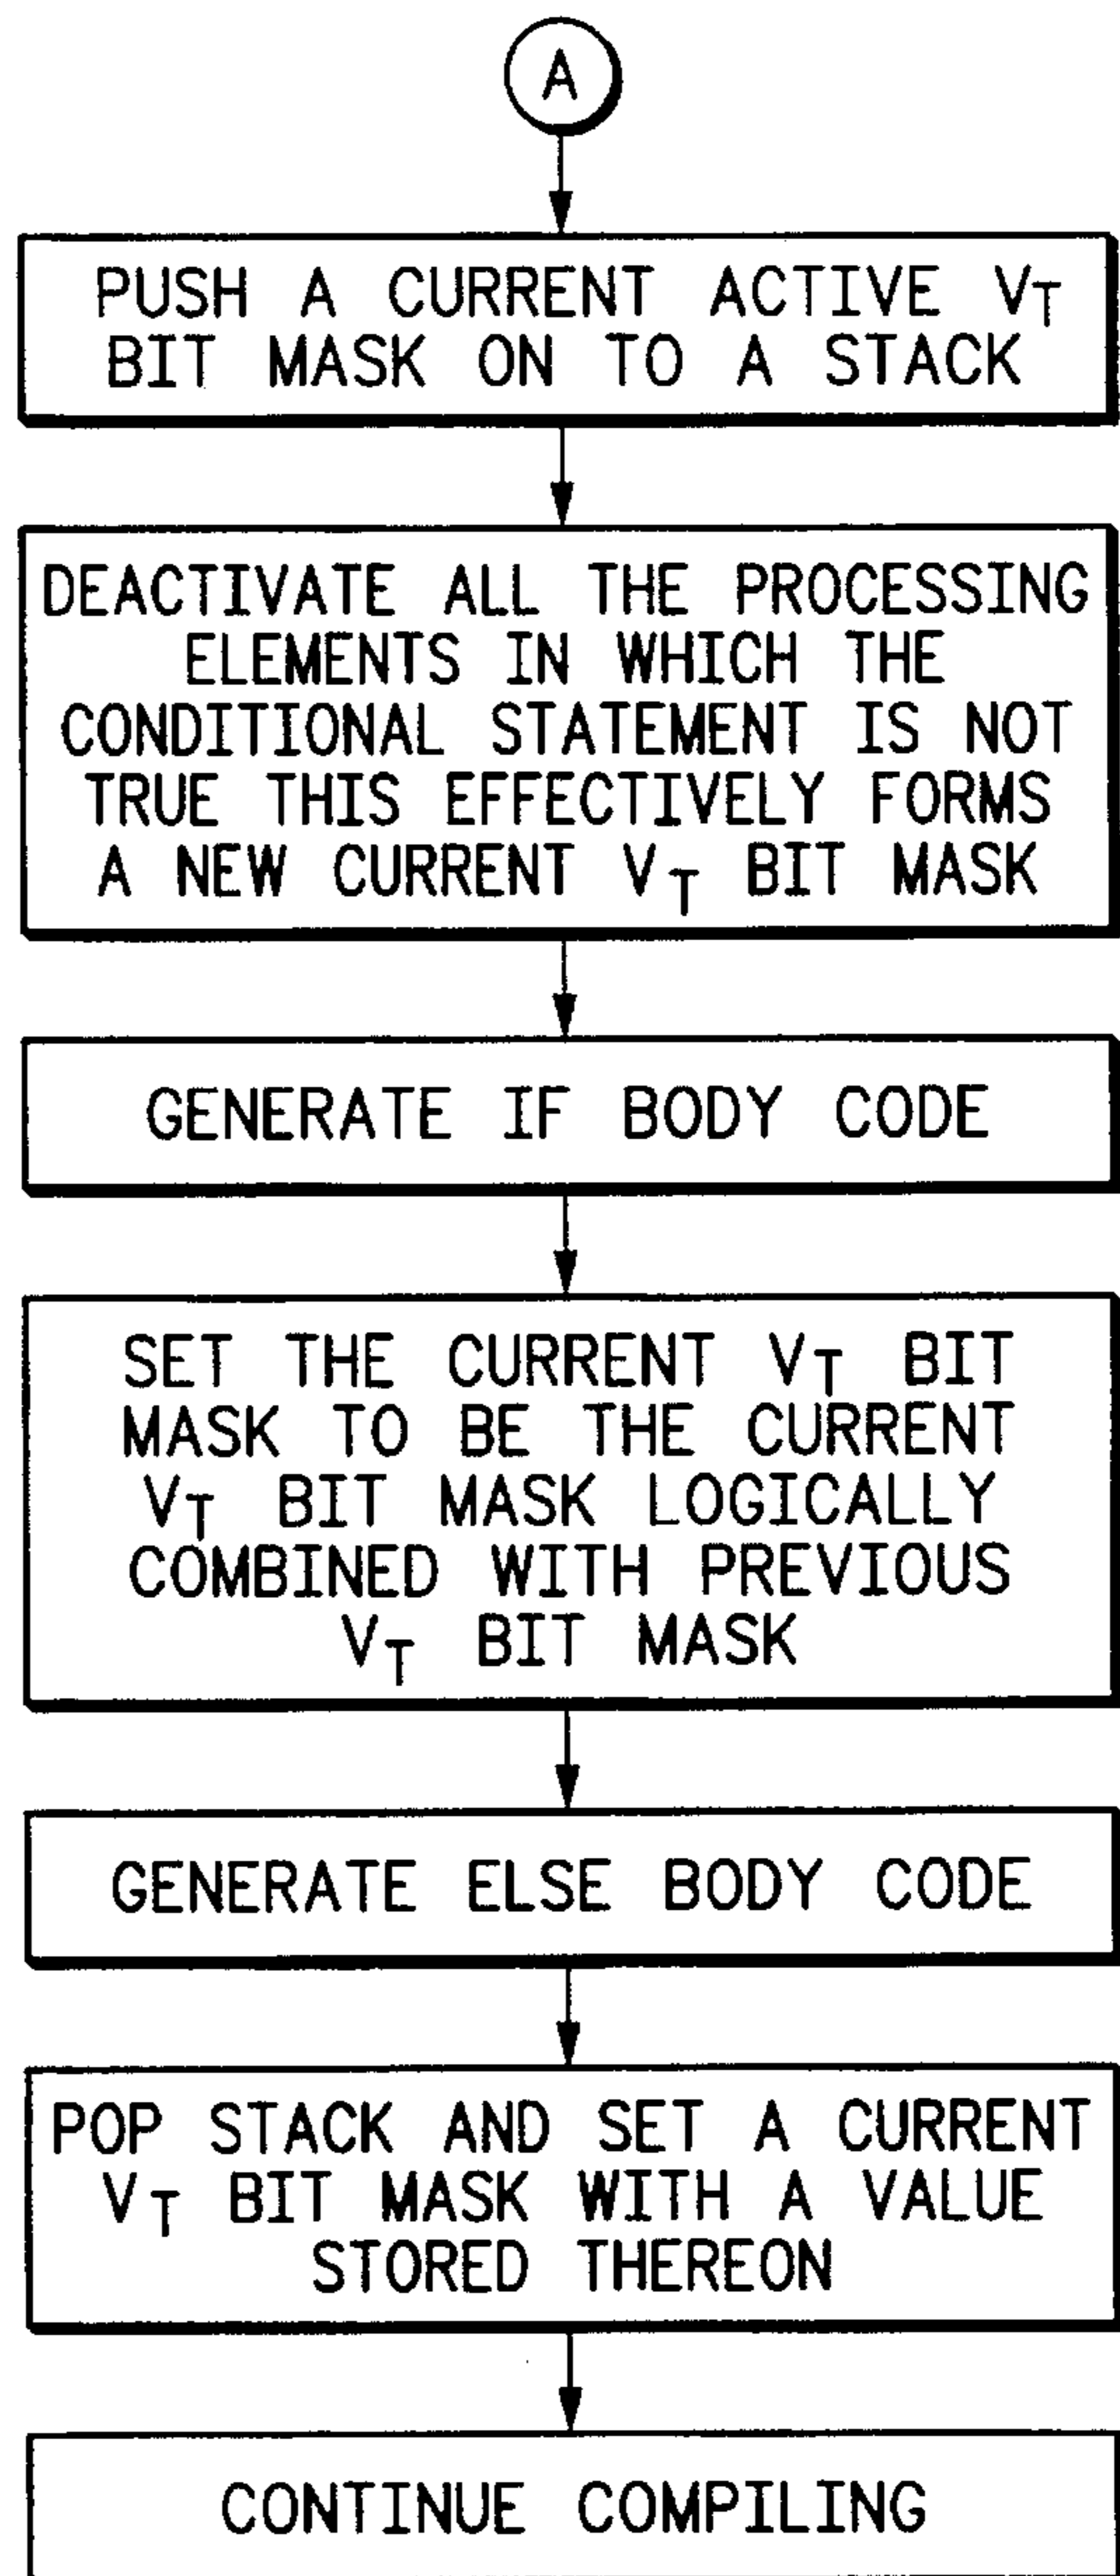 A
PUSH A CURRENT ACTIVE VT
BIT MASK ON TO A STACK
DEACTIVATE ALL THE PROCESSING
ELEMENTS IN WHICH THE
CONDITIONAL STATEMENT IS NOT
TRUE THIS EFFECTIVELY FORMS
A NEW CURRENT VT BIT MASK
GENERATE IF BODY CODE
SET THE CURRENT VT BIT
MASK TO BE THE CURRENT
VT BIT MASK LOGICALLY
COMBINED WITH PREVIOUS
VT BIT MASK
GENERATE ELSE BODY CODE
POP STACK AND SET A CURRENT
VT BIT MASK WITH A VALUE
STORED THEREON
CONTINUE COMPILING